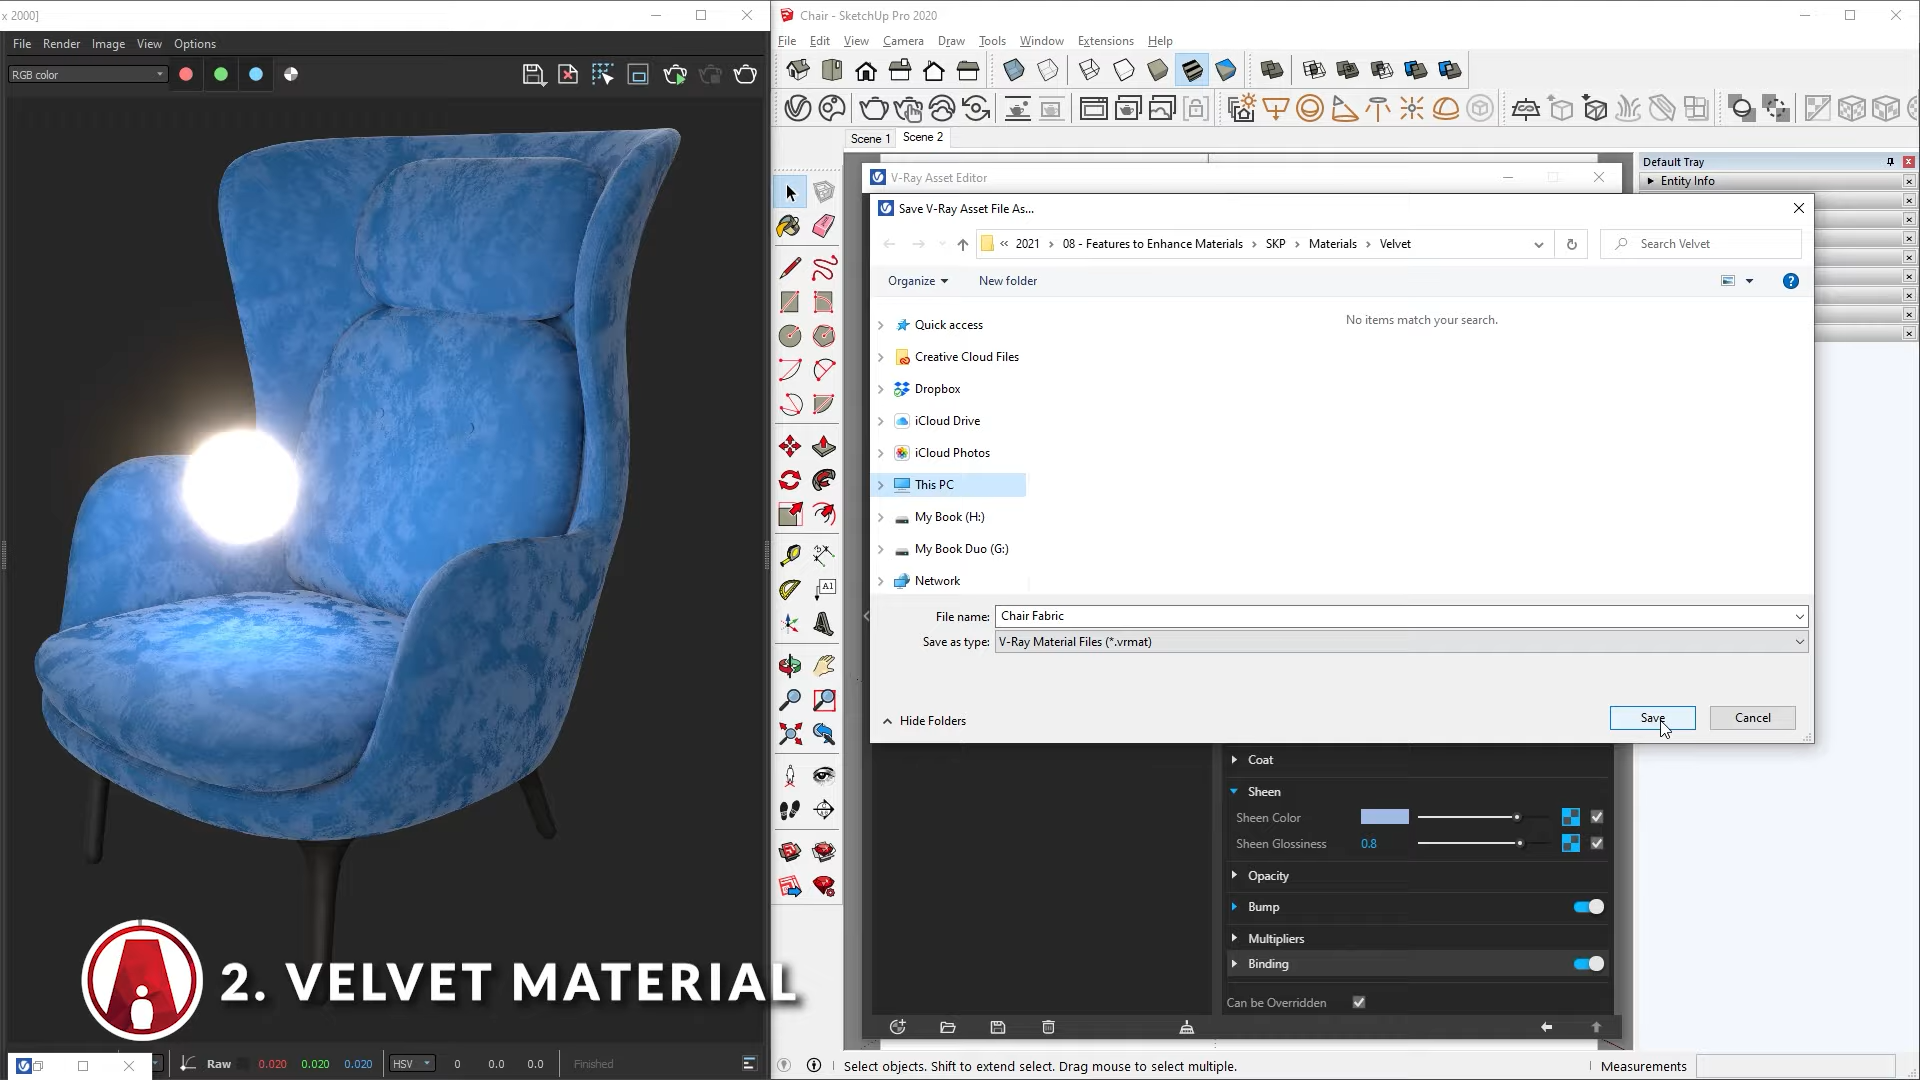 x 2000]
File Render Image View Options
RGB color
2. VELVET MATERIAL
Raw 0.020 0.020 0.020 HSV 0 0.0 0.0 Finished
Chair - SketchUp Pro 2020
File Edit View Camera Draw Tools Window Extensions Help
Scene 1 Scene 2
Default Tray
Entity Info
V-Ray Asset Editor
Save V-Ray Asset File As...
« 2021 › 08 - Features to Enhance Materials › SKP › Materials › Velvet
Search Velvet
Organize New folder
No items match your search.
Quick access
Creative Cloud Files
Dropbox
iCloud Drive
iCloud Photos
This PC
My Book (H:)
My Book Duo (G:)
Network
File name: Chair Fabric
Save as type: V-Ray Material Files (*.vrmat)
Hide Folders
Save Cancel
Coat
Sheen
Sheen Color
Sheen Glossiness 0.8
Opacity
Bump
Multipliers
Binding
Can be Overridden
Select objects. Shift to extend select. Drag mouse to select multiple.
Measurements